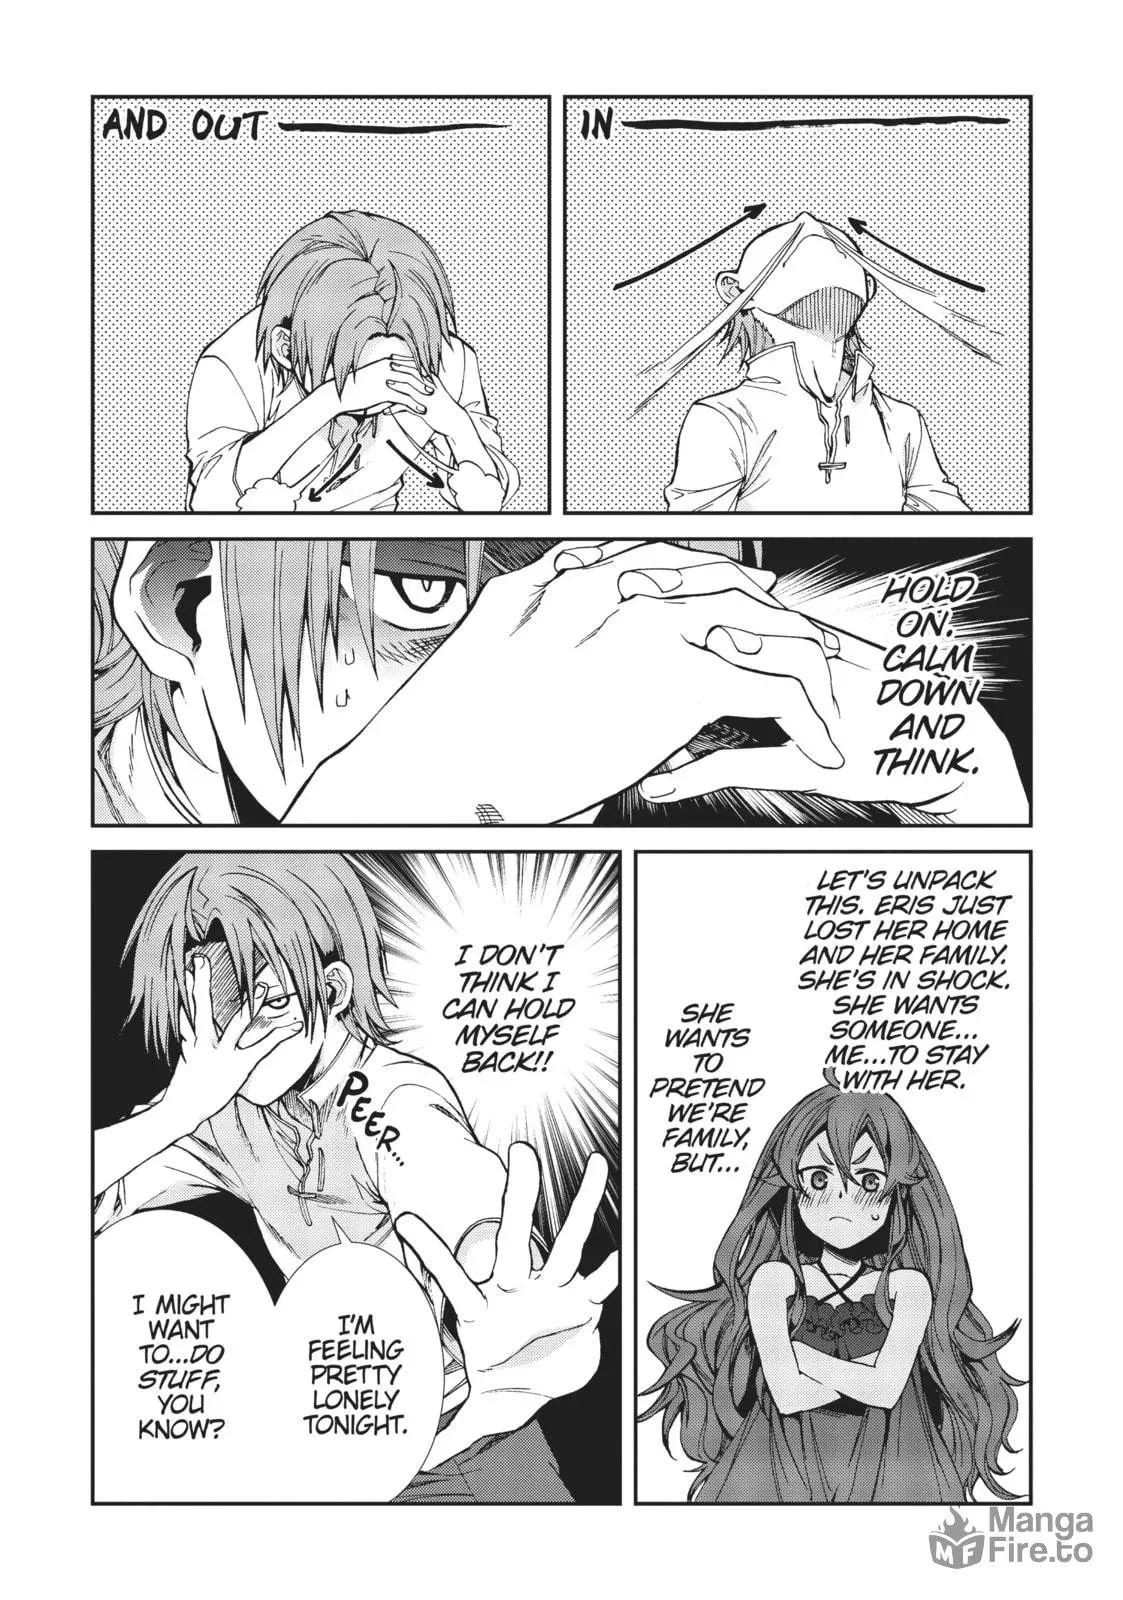 IN
AND OUT
HOLD
ON.
CALM
DOWN
AND
THINK.
LET'S UNPACK
THIS. ERIS JUST
LOST HER HOME
AND HER FAMILY.
SHE'S IN SHOCK.
SHE WANTS
SOMEONE...
ME...TO STAY
WITH HER.
SHE
WANTS
TO
PRETEND
WE'RE
FAMILY,
BUT...
I DON'T
THINK I
CAN HOLD
MYSELF
BACK!!
PEER...
I'M
FEELING
PRETTY
LONELY
TONIGHT.
I MIGHT
WANT
TO...DO
STUFF,
YOU
KNOW?
Manga
MF Fire.to